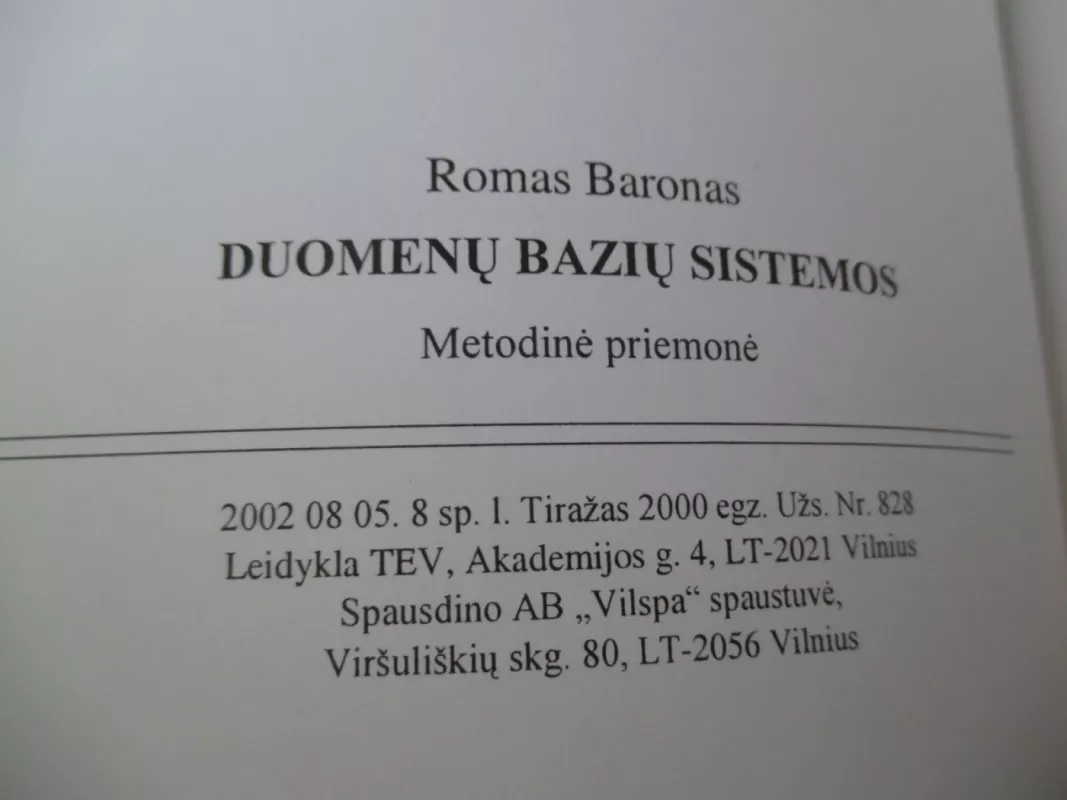 Romas Baronas
DUOMENŲ BAZIŲ SISTEMOS
Metodinė priemonė
2002 08 05. 8 sp. l. Tiražas 2000 egz. Užs. Nr. 828
Leidykla TEV, Akademijos g. 4, LT-2021 Vilnius
Spausdino AB „Vilspa“ spaustuvė,
Viršuliškių skg. 80, LT-2056 Vilnius